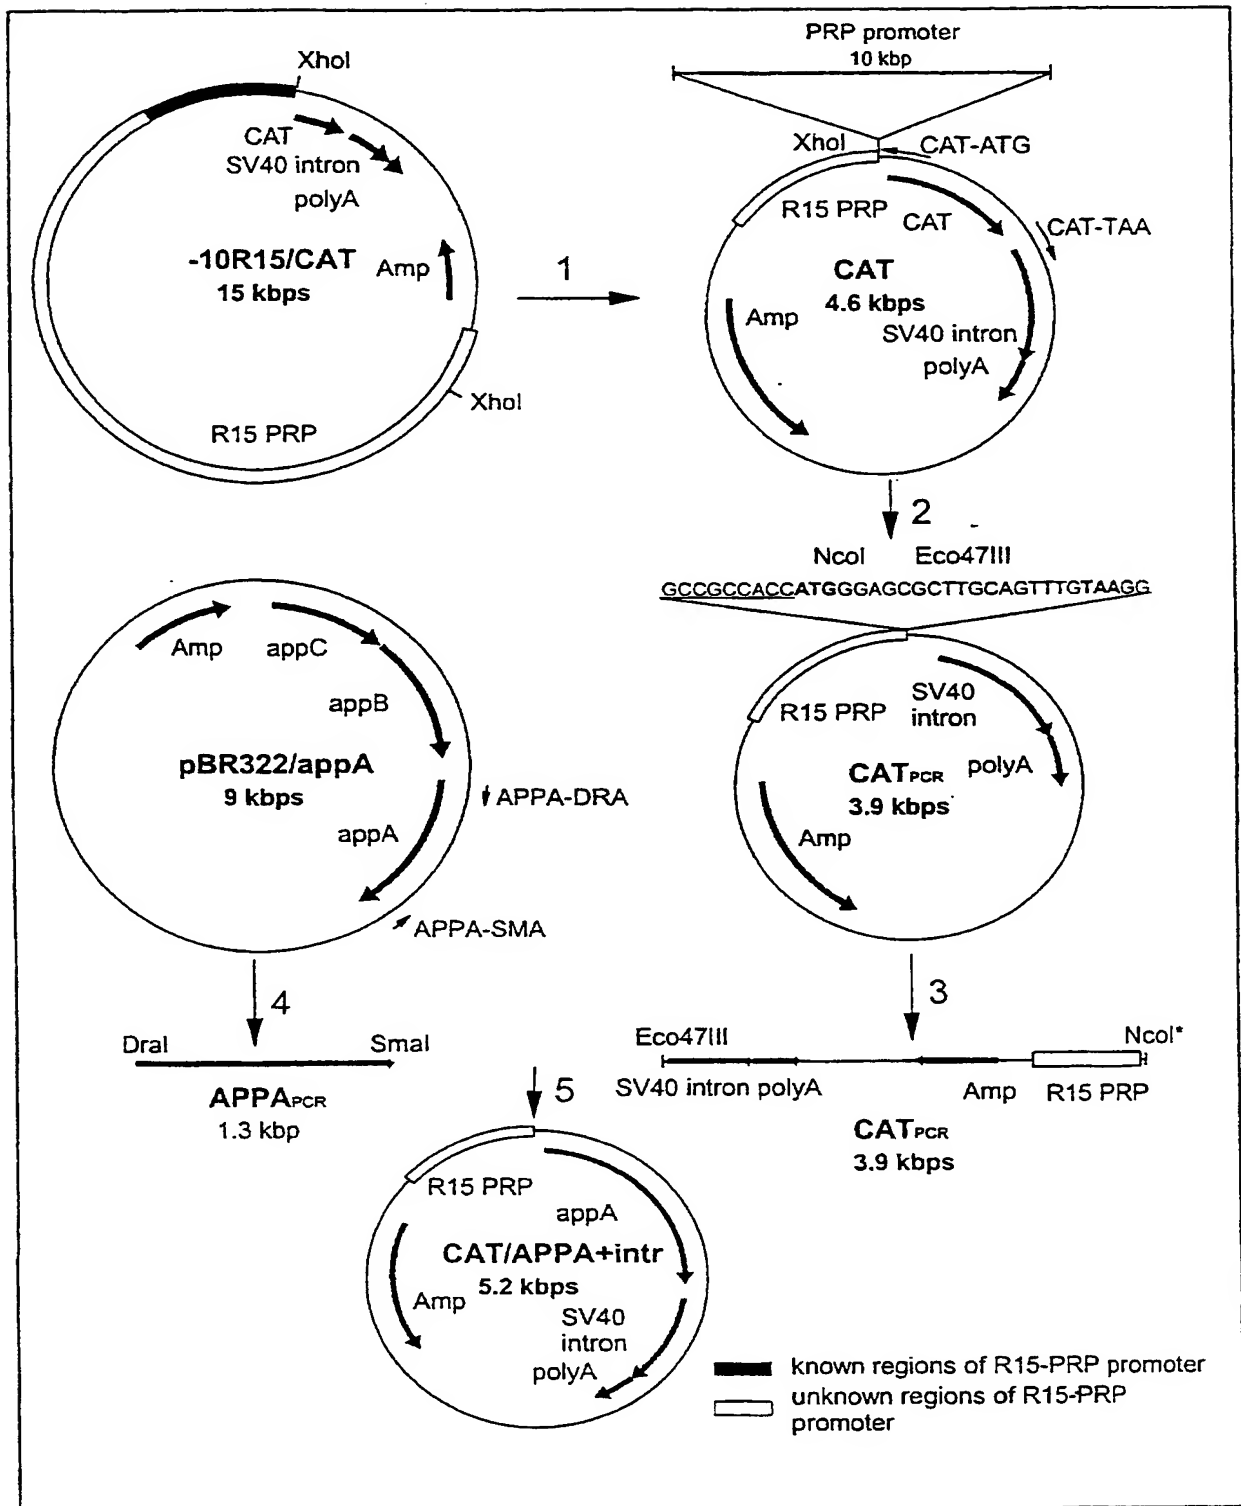 XhoI
CAT
SV40 intron
polyA
-10R15/CAT
15 kbps
Amp
XhoI
R15 PRP
1
PRP promoter
10 kbp
XhoI
CAT-ATG
R15 PRP
CAT
CAT-TAA
CAT
4.6 kbps
Amp
SV40 intron
polyA
2
NcoI Eco47III
GCCGCCACCATGGGAGCGCTTGCAGTTTGTAAGG
R15 PRP
SV40
intron
CATPCR
3.9 kbps
polyA
Amp
3
Amp
appC
appB
pBR322/appA
9 kbps
APPA-DRA
appA
APPA-SMA
4
DraI SmaI
APPAPCR
1.3 kbp
Eco47III NcoI*
SV40 intron polyA Amp R15 PRP
CATPCR
3.9 kbps
5
R15 PRP
appA
CAT/APPA+intr
5.2 kbps
Amp
SV40
intron
polyA
known regions of R15-PRP promoter
unknown regions of R15-PRP
promoter